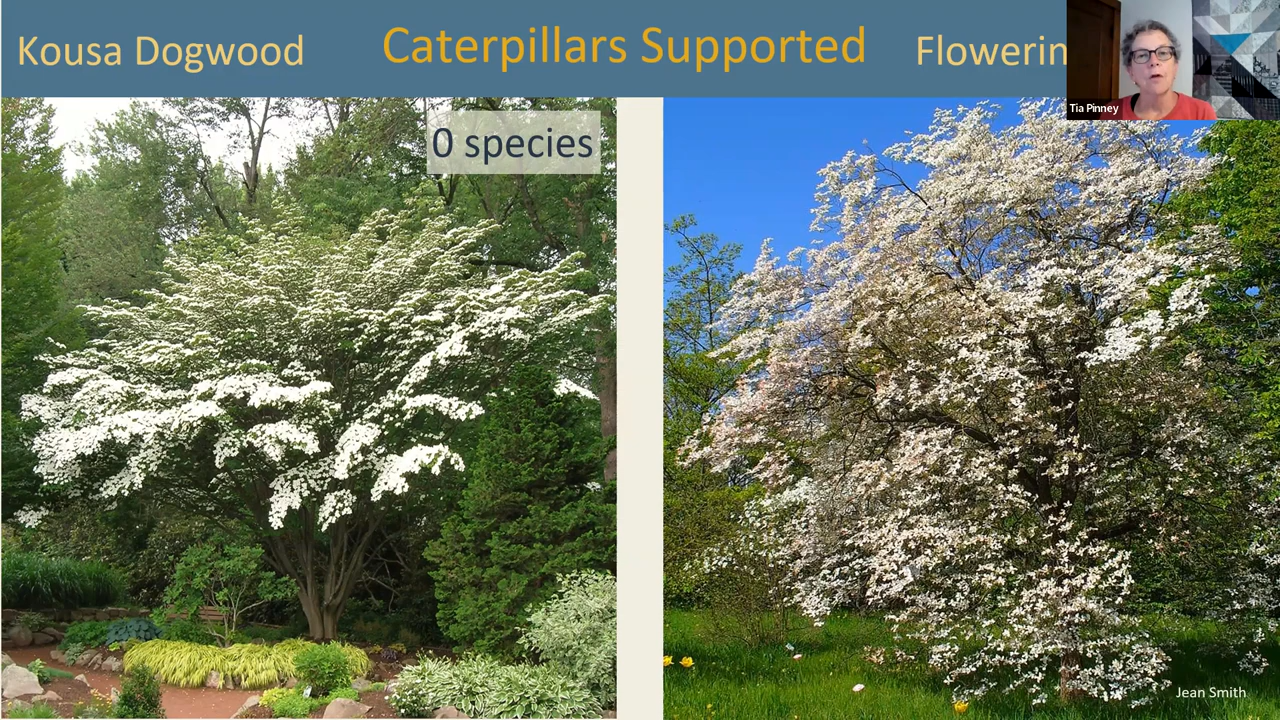 Kousa Dogwood
Caterpillars Supported
Flowerin
Tia Pinney
0 species
Jean Smith